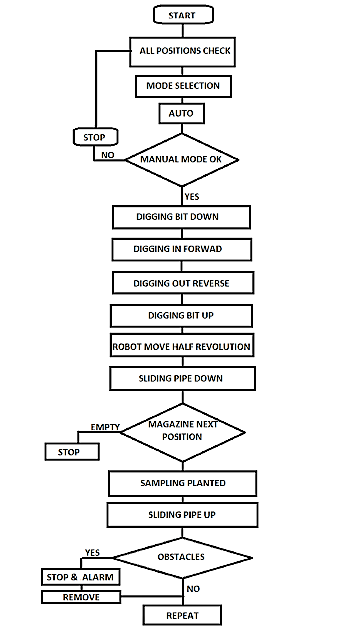 START
ALL POSITIONS CHECK
MODE SELECTION
AUTO
STOP
NO
MANUAL MODE OK
YES
DIGGING BIT DOWN
DIGGING IN FORWAD
DIGGING OUT REVERSE
DIGGING BIT UP
ROBOT MOVE HALF REVOLUTION
SLIDING PIPE DOWN
EMPTY
MAGAZINE NEXT
POSITION
STOP
SAMPLING PLANTED
SLIDING PIPE UP
YES
OBSTACLES
STOP & ALARM
NO
REMOVE
REPEAT